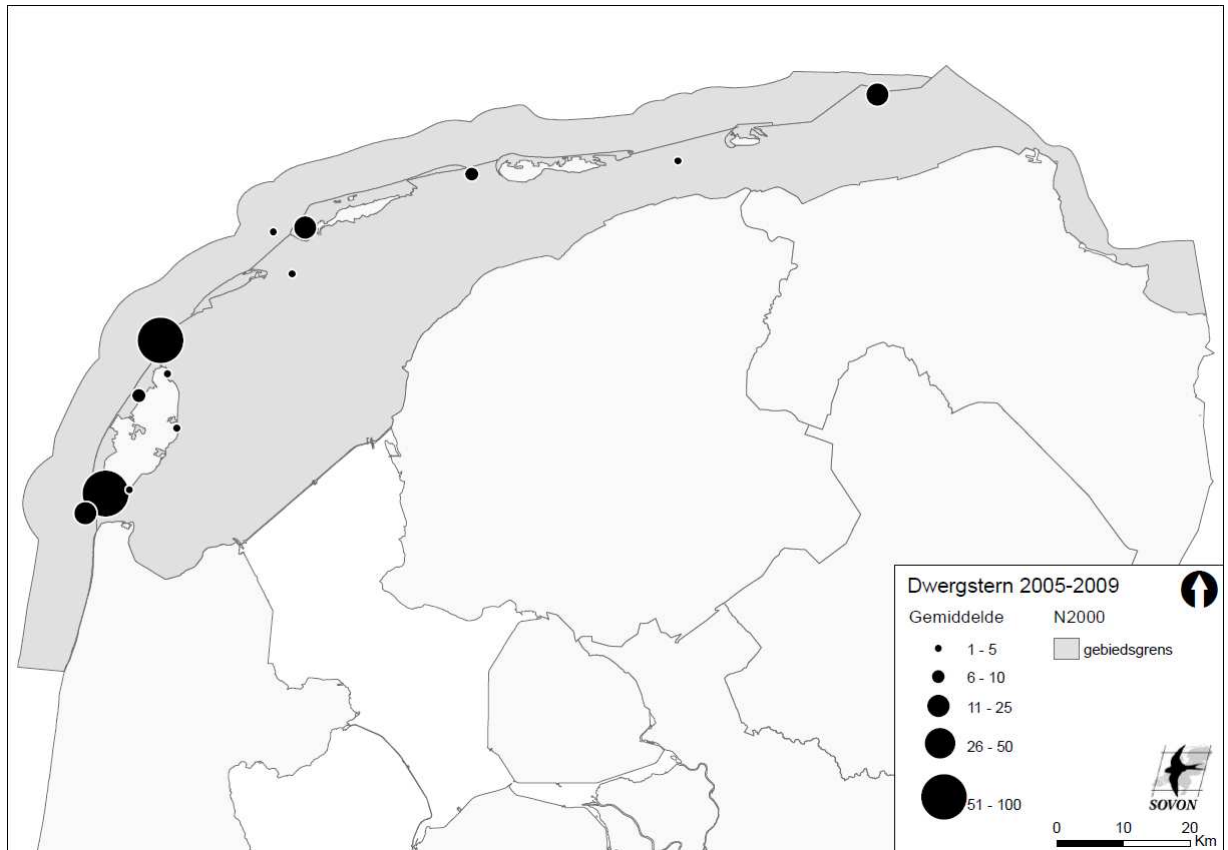 Dwergstern 2005-2009
Gemiddelde N2000
1 - 5 gebiedsgrens
6 - 10
11 - 25
26 - 50
51 - 100
SOVON
0 10 20
Km